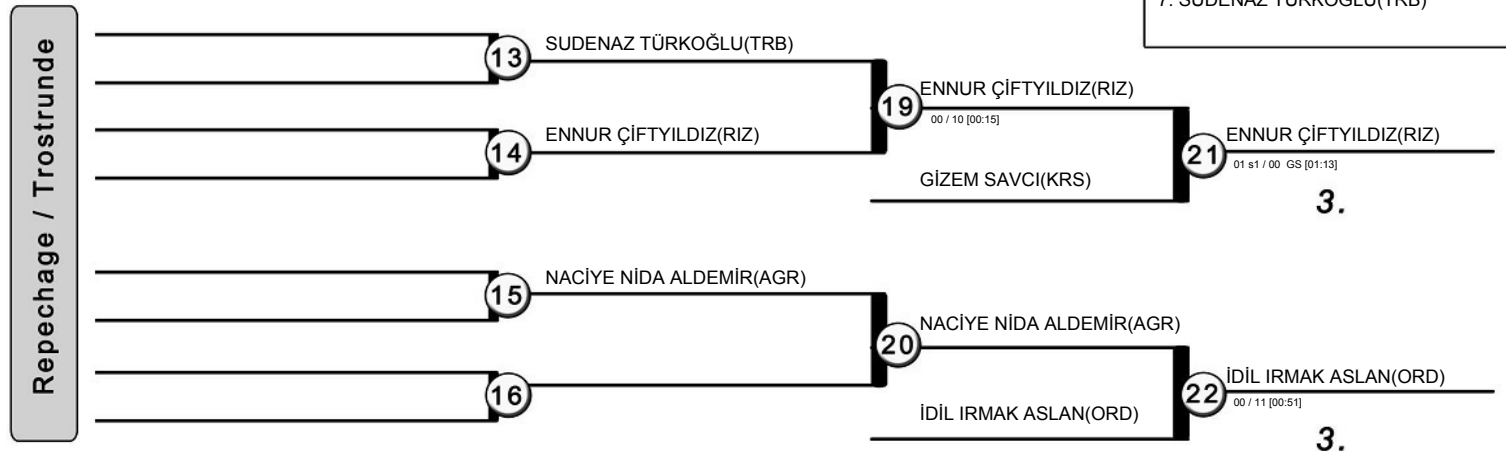 7. SUDENAZ TÜRKOĞLU(TRB)
Repechage / Trostrunde
13
SUDENAZ TÜRKOĞLU(TRB)
19
ENNUR ÇİFTYILDIZ(RIZ)
00 / 10 [00:15]
14
ENNUR ÇİFTYILDIZ(RIZ)
21
ENNUR ÇİFTYILDIZ(RIZ)
01 s1 / 00 GS [01:13]
GİZEM SAVCI(KRS)
3.
15
NACİYE NİDA ALDEMİR(AGR)
20
NACİYE NİDA ALDEMİR(AGR)
16
22
İDİL IRMAK ASLAN(ORD)
00 / 11 [00:51]
İDİL IRMAK ASLAN(ORD)
3.